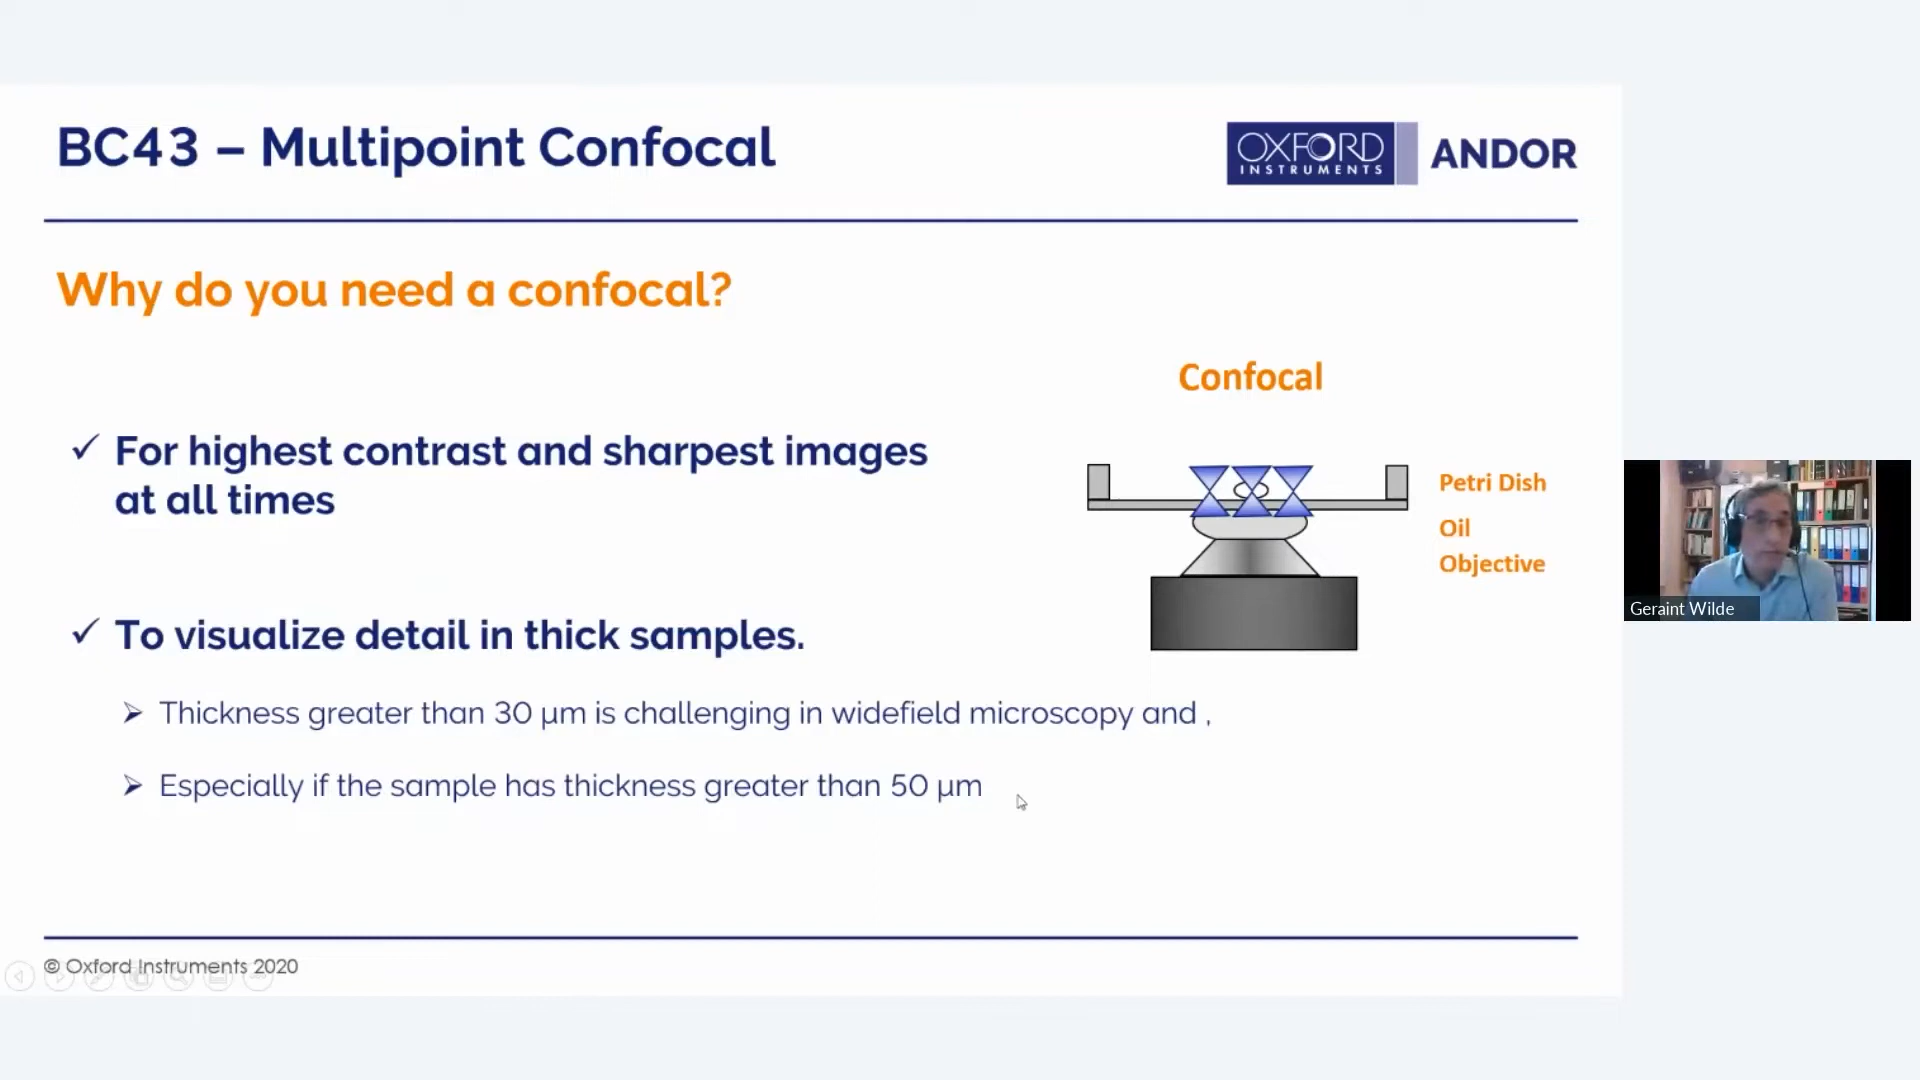 BC43 – Multipoint Confocal
OXFORD
INSTRUMENTS
ANDOR
Why do you need a confocal?
✓ For highest contrast and sharpest images
at all times
✓ To visualize detail in thick samples.
➢ Thickness greater than 30 µm is challenging in widefield microscopy and ,
➢ Especially if the sample has thickness greater than 50 µm
Confocal
Petri Dish
Oil
Objective
Geraint Wilde
© Oxford Instruments 2020